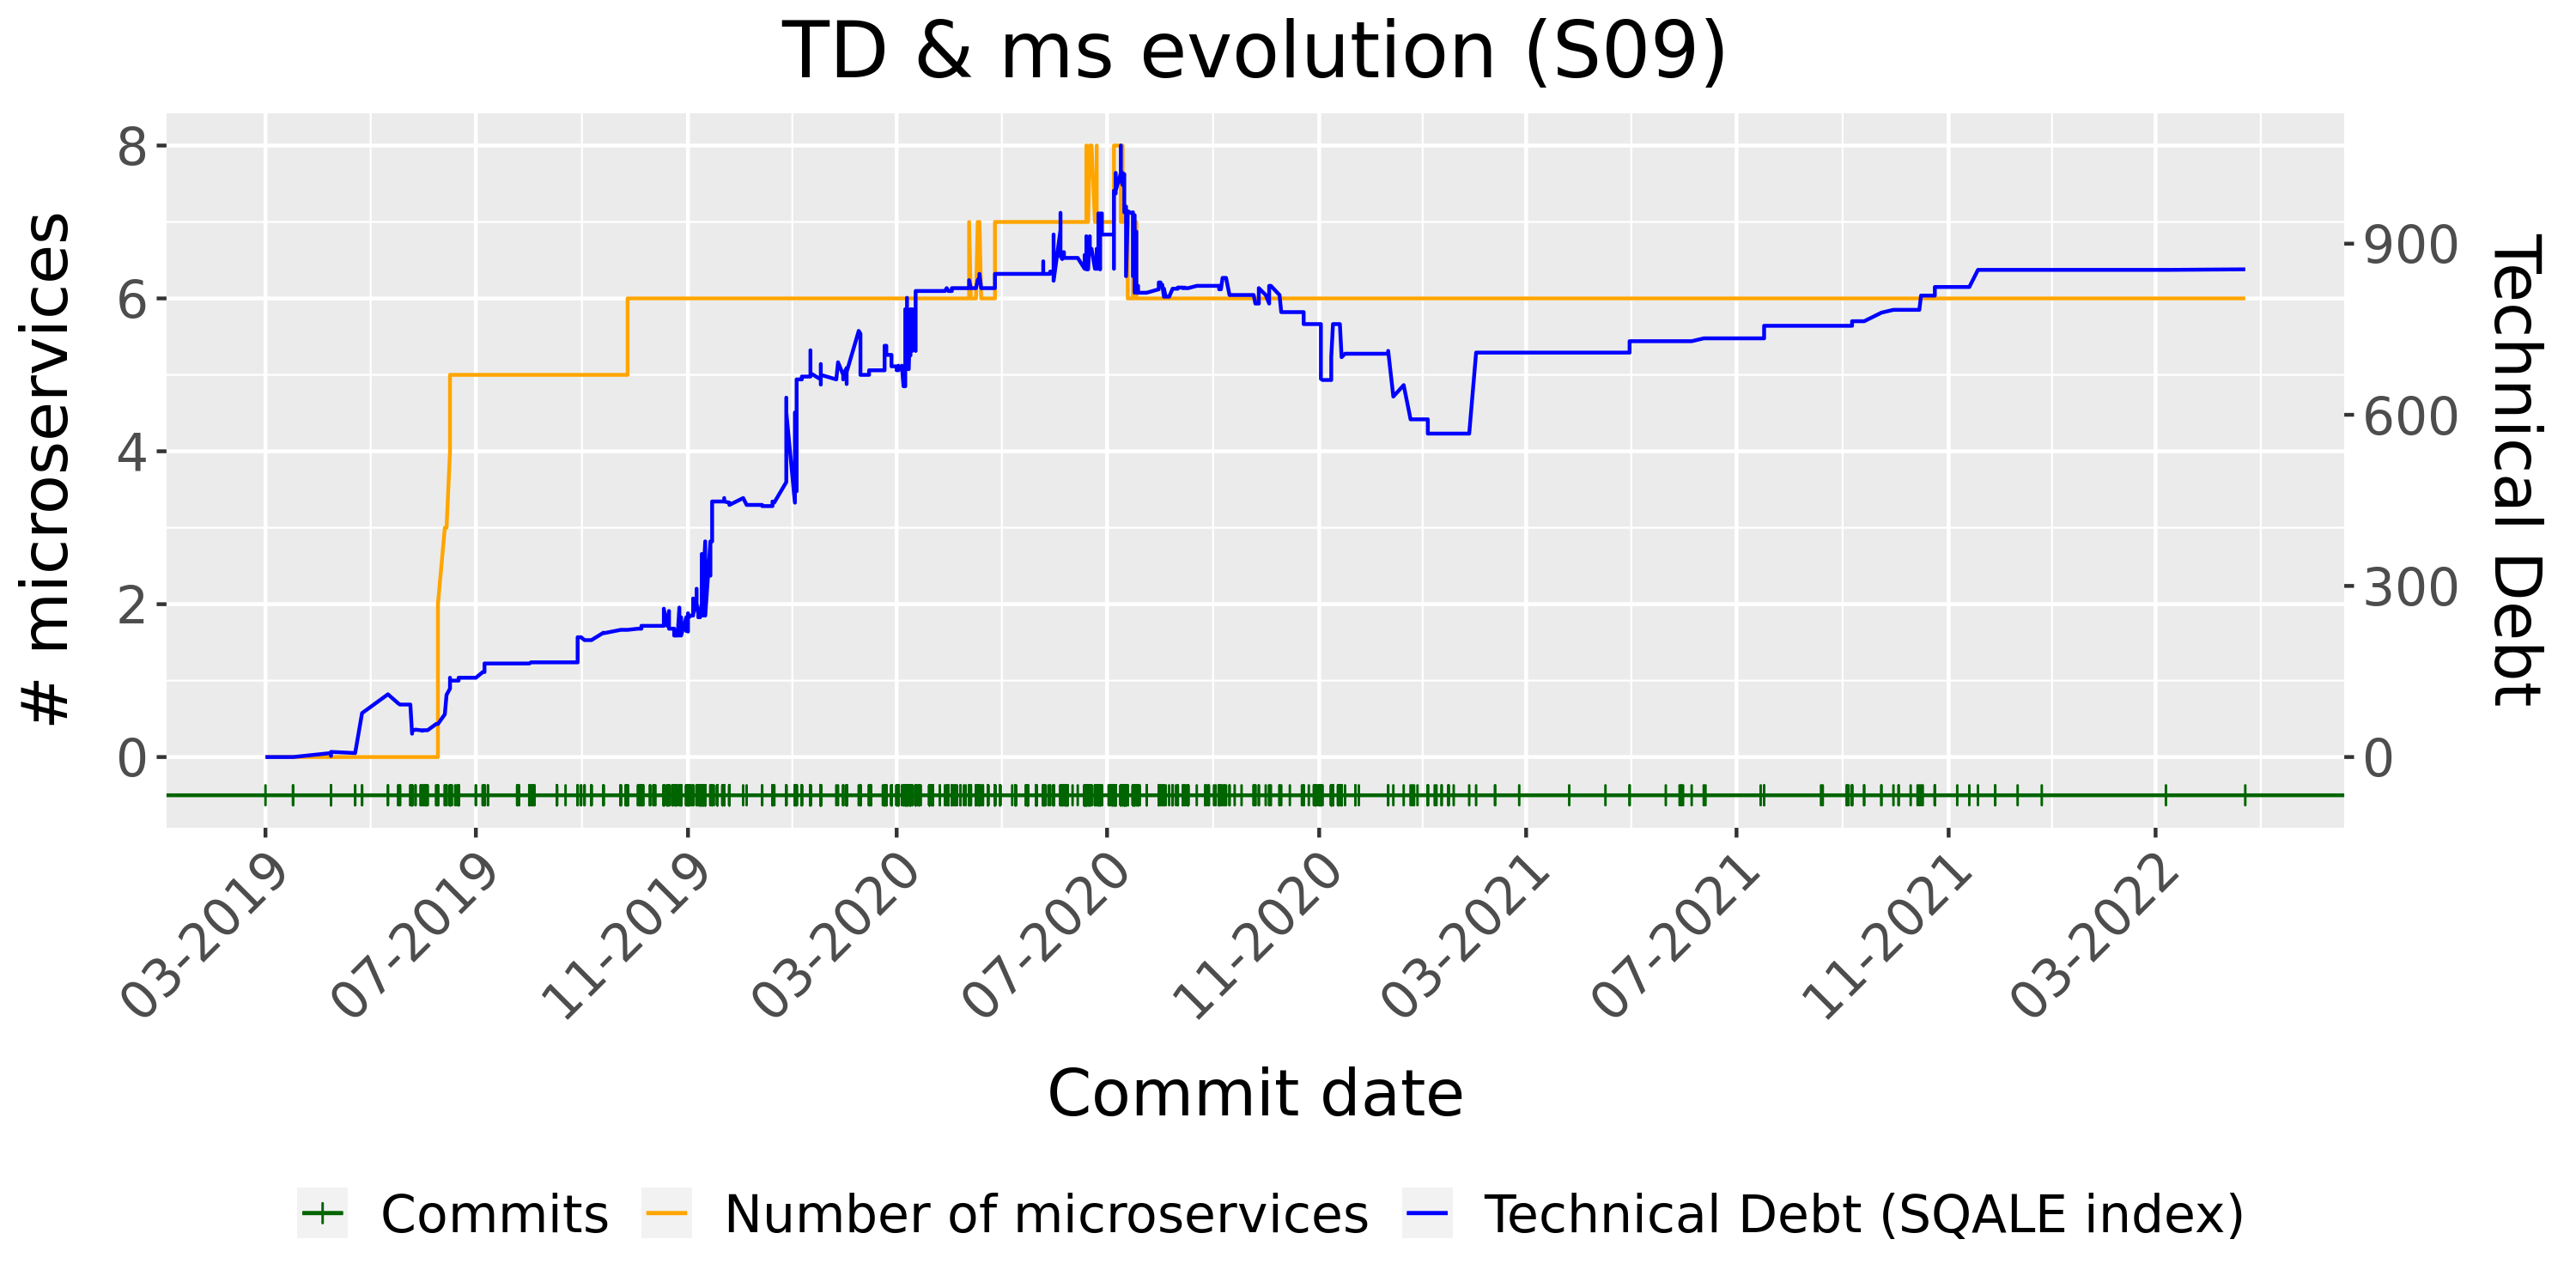 TD & ms evolution (S09)
# microservices
8
6
4
2
0
900
600
300
0
Technical Debt
03-2019
07-2019
11-2019
03-2020
07-2020
11-2020
03-2021
07-2021
11-2021
03-2022
Commit date
Commits
Number of microservices
Technical Debt (SQALE index)